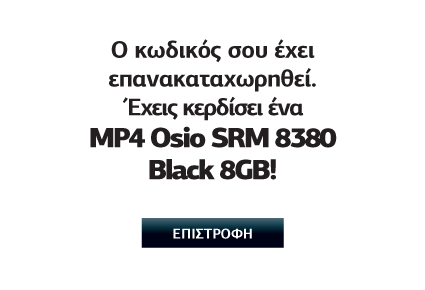 Ο κωδικός σου έχει
επανακαταχωρηθεί.
Έχεις κερδίσει ένα
MP4 Osio SRM 8380
Black 8GB!
ΕΠΙΣΤΡΟΦΗ